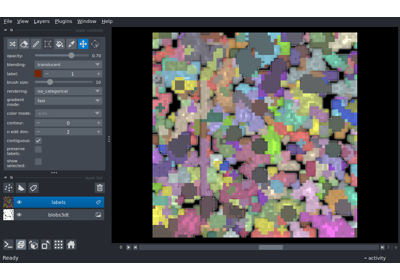 File View Layers Plugins Window Help
opacity: 0.70
blending: translucent
label: 1
brush size: 10
rendering: iso_categorical
gradient mode: fast
color mode:
contour: 0
n edit dim: 2
contiguous:
preserve labels:
show selected:
labels
blobs3dt
0
Ready
activity